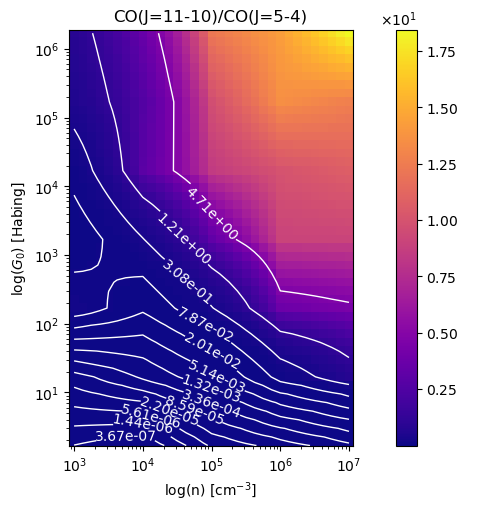 CO(J=11-10)/CO(J=5-4)
×10¹
10⁶
10⁵
10⁴
10³
10²
10¹
log(G₀) [Habing]
4.71e+00
1.21e+00
3.08e-01
7.87e-02
2.01e-02
5.14e-03
1.32e-03
3.36e-04
8.59e-05
2.20e-05
5.61e-06
1.44e-06
3.67e-07
10³ 10⁴ 10⁵ 10⁶ 10⁷
log(n) [cm⁻³]
1.75
1.50
1.25
1.00
0.75
0.50
0.25